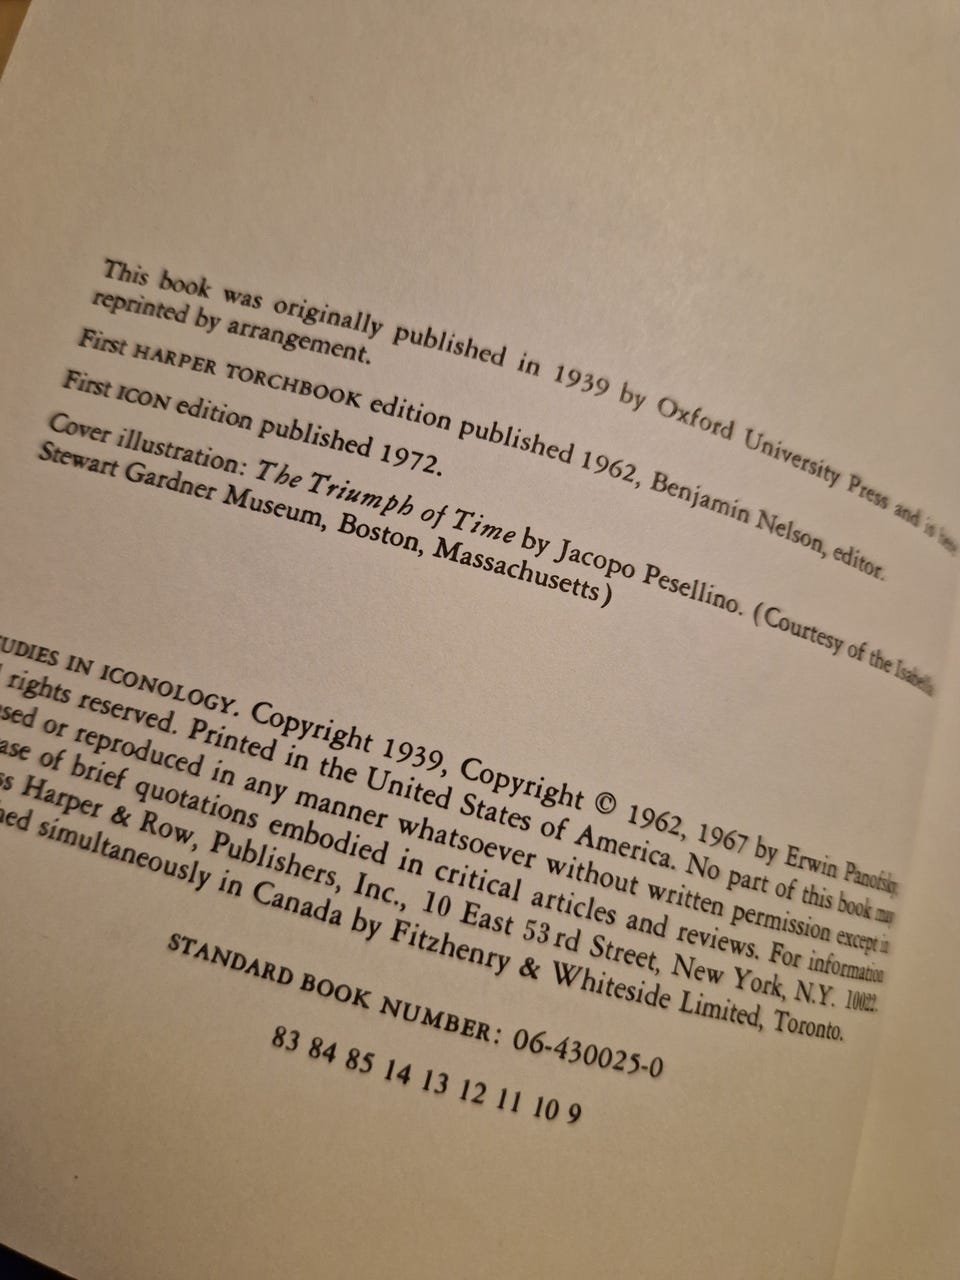 This book was originally published in 1939 by Oxford University Press and is here
reprinted by arrangement.
First HARPER TORCHBOOK edition published 1962, Benjamin Nelson, editor.
First ICON edition published 1972.
Cover illustration: The Triumph of Time by Jacopo Pesellino. (Courtesy of the Isabella
Stewart Gardner Museum, Boston, Massachusetts)
UDIES IN ICONOLOGY. Copyright 1939, Copyright © 1962, 1967 by Erwin Panofsky
rights reserved. Printed in the United States of America. No part of this book may
sed or reproduced in any manner whatsoever without written permission except in
ase of brief quotations embodied in critical articles and reviews. For information
ss Harper & Row, Publishers, Inc., 10 East 53rd Street, New York, N.Y. 10022.
hed simultaneously in Canada by Fitzhenry & Whiteside Limited, Toronto.
STANDARD BOOK NUMBER: 06-430025-0
83 84 85 14 13 12 11 10 9